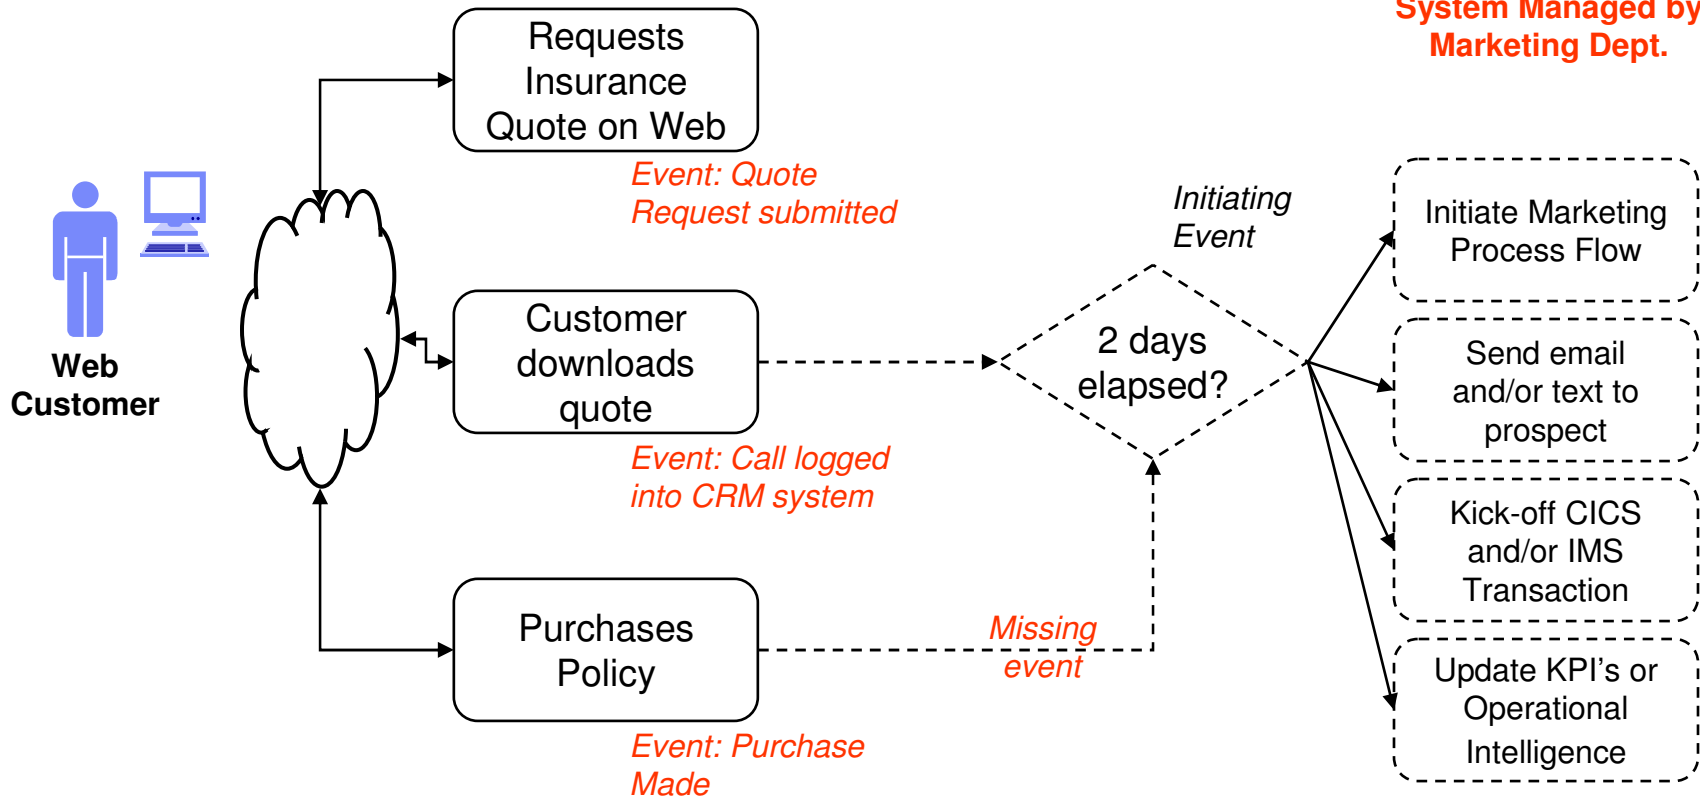 System Managed by
Marketing Dept.
Requests
Insurance
Quote on Web
Event: Quote
Request submitted
Web
Customer
Customer
downloads
quote
Event: Call logged
into CRM system
Purchases
Policy
Event: Purchase
Made
Missing
event
Initiating
Event
2 days
elapsed?
Initiate Marketing
Process Flow
Send email
and/or text to
prospect
Kick-off CICS
and/or IMS
Transaction
Update KPI's or
Operational
Intelligence